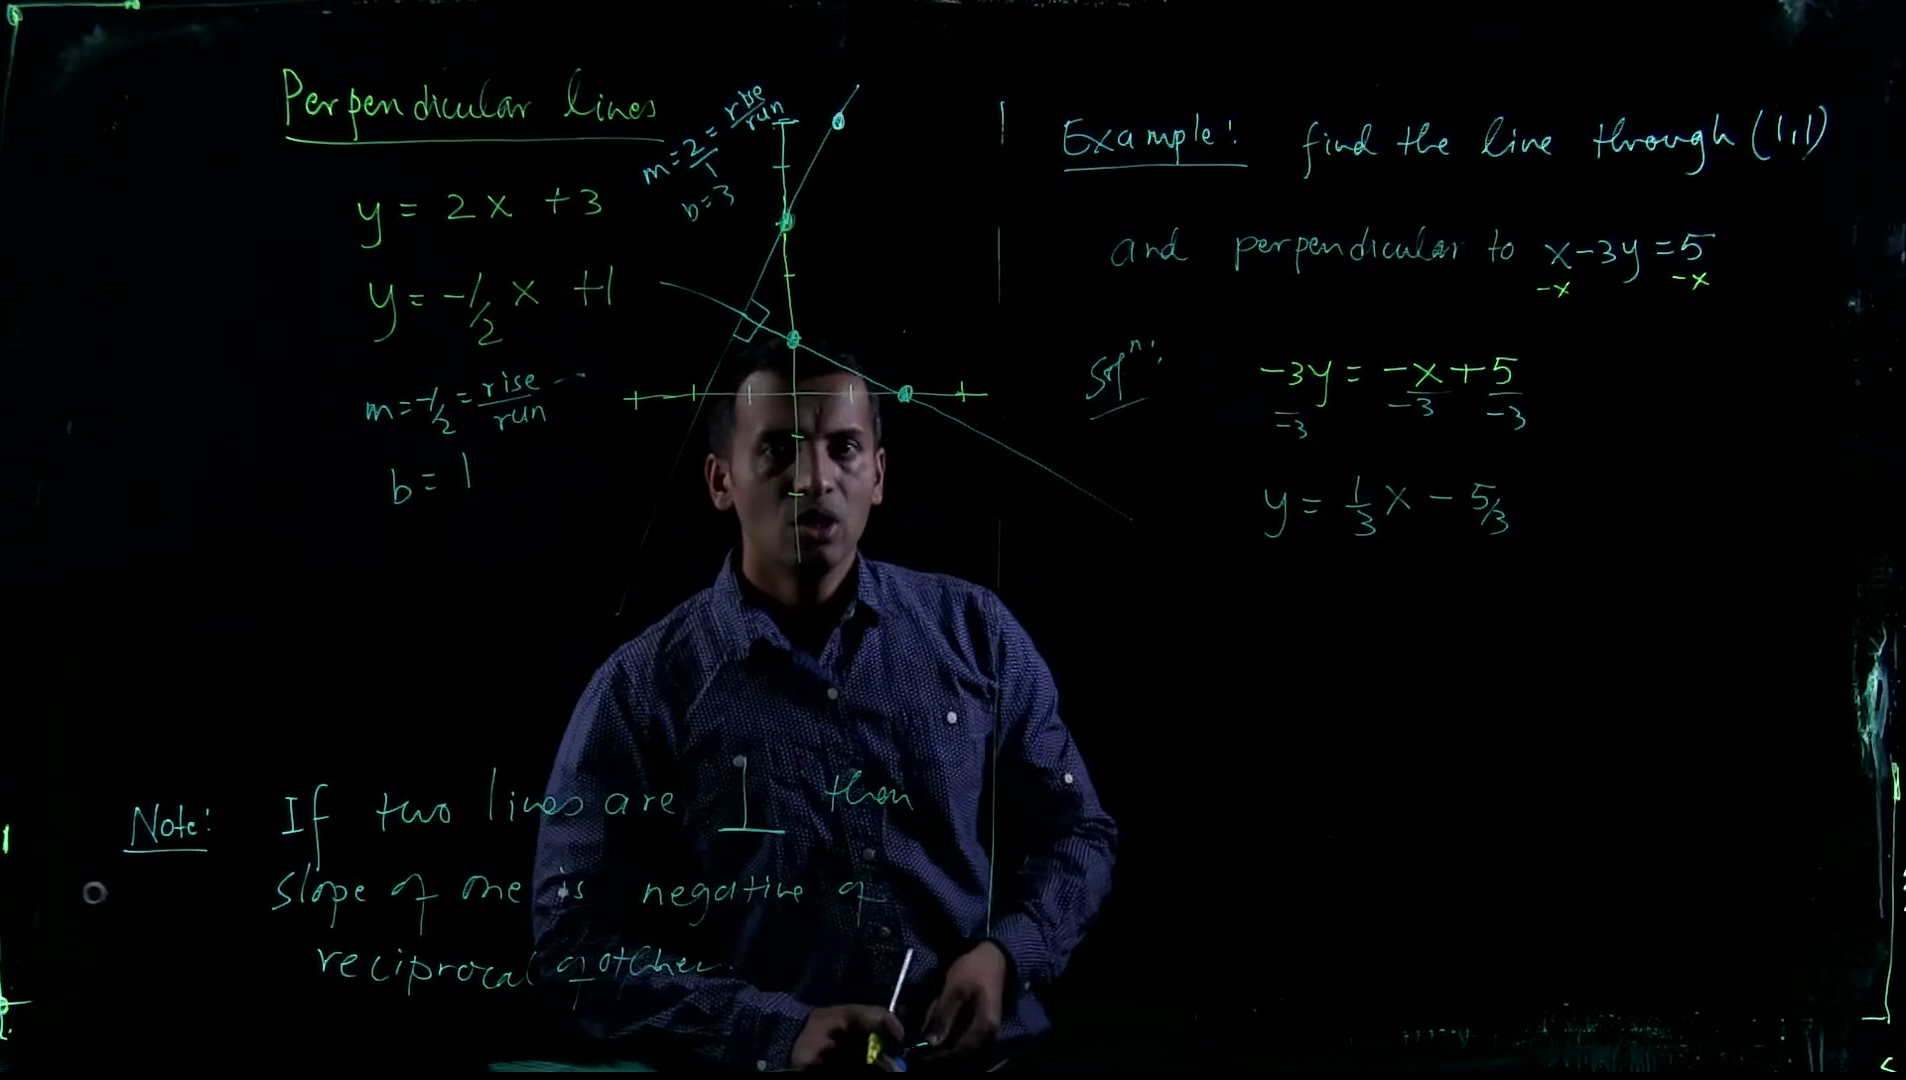 Perpendicular lines
y = 2x + 3
y = -1/2 x + 1
m = -1/2 = rise/run
b = 1
m = 2/1 = rise/run
b = 3
Example: find the line through (1,1)
and perpendicular to x - 3y = 5
-x -x
Sol^n:
-3y = -x + 5
-3 -3 -3
y = 1/3 x - 5/3
Note: If two lines are ⊥ then
slope of one is negative of
reciprocal of other.